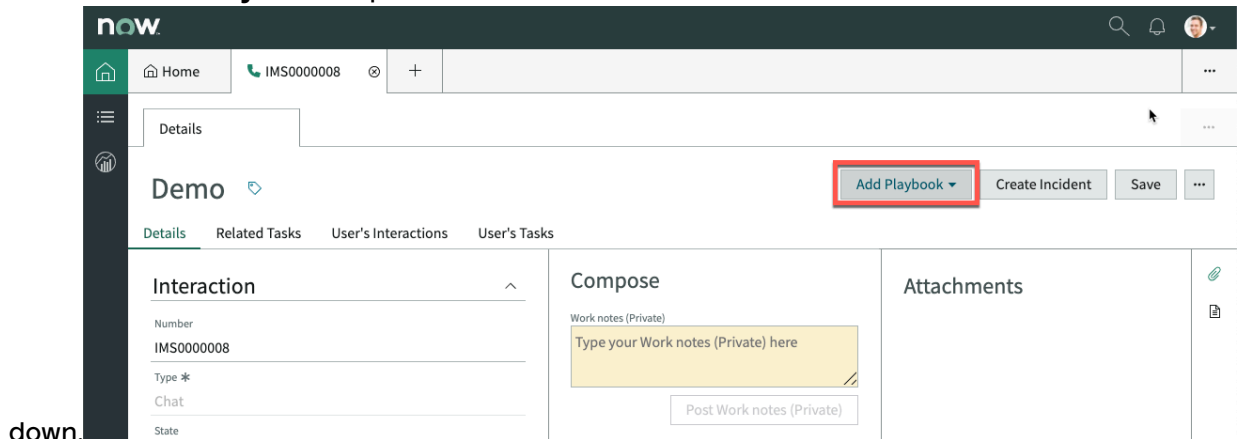 now.
Home IMS0000008
Details
Demo
Add Playbook Create Incident Save
Details Related Tasks User's Interactions User's Tasks
Interaction
Compose
Attachments
Number
Work notes (Private)
IMS0000008
Type your Work notes (Private) here
Type *
Chat
Post Work notes (Private)
State
down.